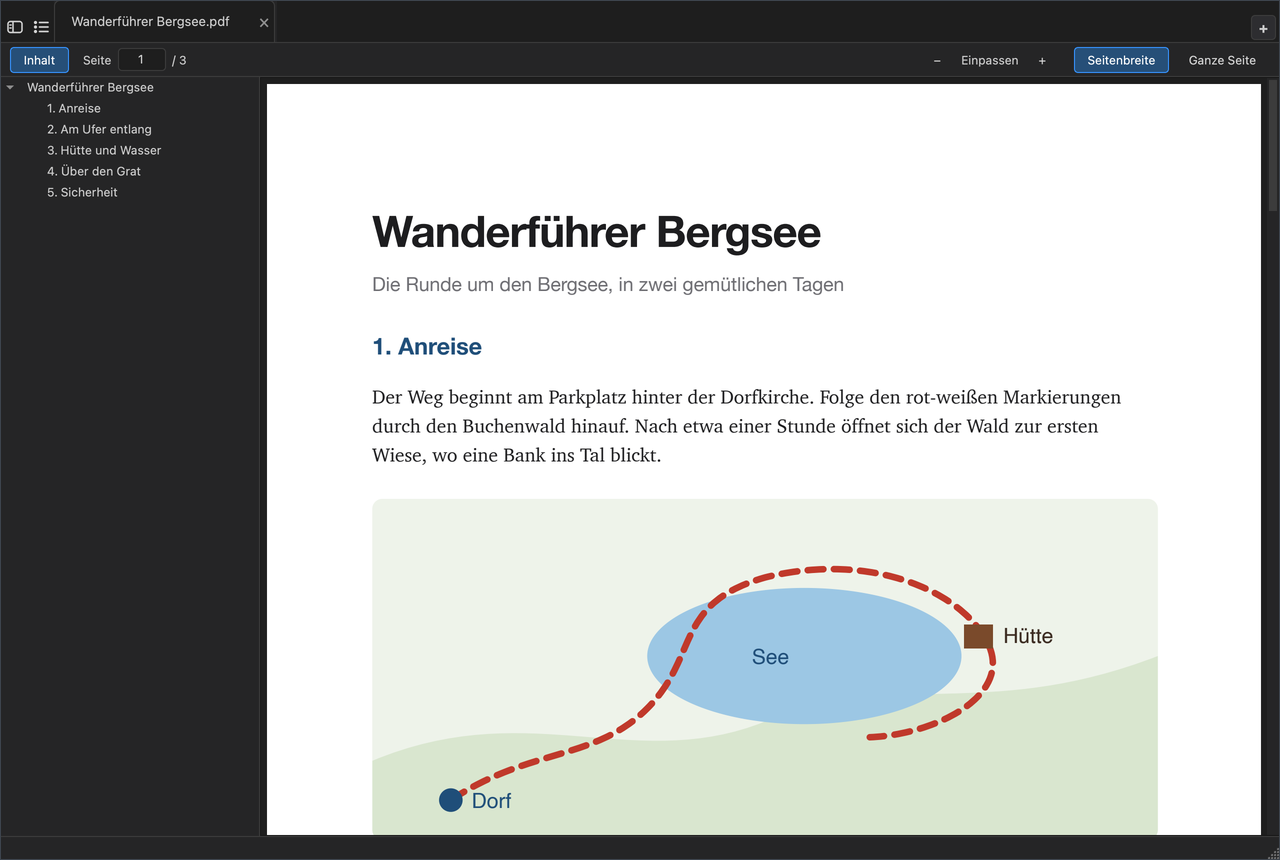 Wanderführer Bergsee.pdf
Inhalt Seite 1 / 3 − Einpassen + Seitenbreite Ganze Seite
Wanderführer Bergsee
1. Anreise
2. Am Ufer entlang
3. Hütte und Wasser
4. Über den Grat
5. Sicherheit
Wanderführer Bergsee
Die Runde um den Bergsee, in zwei gemütlichen Tagen
1. Anreise
Der Weg beginnt am Parkplatz hinter der Dorfkirche. Folge den rot-weißen Markierungen
durch den Buchenwald hinauf. Nach etwa einer Stunde öffnet sich der Wald zur ersten
Wiese, wo eine Bank ins Tal blickt.
Hütte
See
Dorf